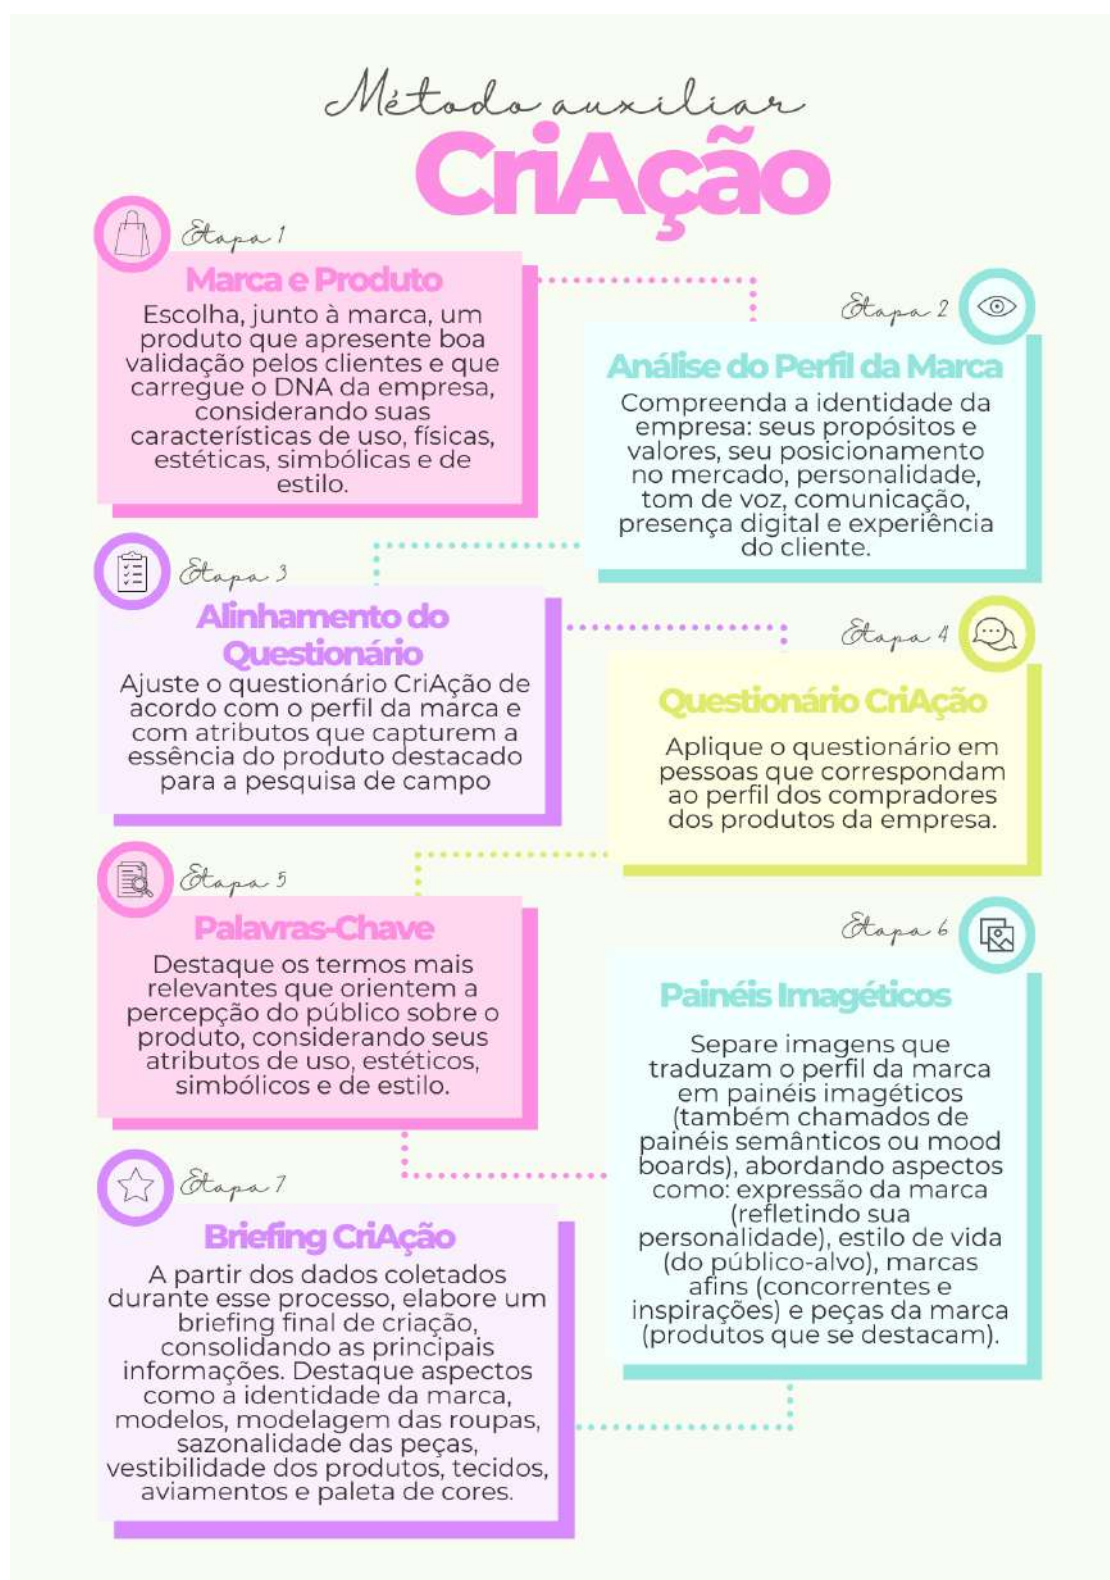 Método auxiliar
CriAção
Etapa 1
Marca e Produto
Escolha, junto à marca, um
produto que apresente boa
validação pelos clientes e que
carregue o DNA da empresa,
considerando suas
características de uso, físicas,
estéticas, simbólicas e de
estilo.
Etapa 2
Análise do Perfil da Marca
Compreenda a identidade da
empresa: seus propósitos e
valores, seu posicionamento
no mercado, personalidade,
tom de voz, comunicação,
presença digital e experiência
do cliente.
Etapa 3
Alinhamento do
Questionário
Ajuste o questionário CriAção de
acordo com o perfil da marca e
com atributos que capturem a
essência do produto destacado
para a pesquisa de campo
Etapa 4
Questionário CriAção
Aplique o questionário em
pessoas que correspondam
ao perfil dos compradores
dos produtos da empresa.
Etapa 5
Palavras-Chave
Destaque os termos mais
relevantes que orientem a
percepção do público sobre o
produto, considerando seus
atributos de uso, estéticos,
simbólicos e de estilo.
Etapa 6
Painéis Imagéticos
Separe imagens que
traduzam o perfil da marca
em painéis imagéticos
(também chamados de
painéis semânticos ou mood
boards), abordando aspectos
como: expressão da marca
(refletindo sua
personalidade), estilo de vida
(do público-alvo), marcas
afins (concorrentes e
inspirações) e peças da marca
(produtos que se destacam).
Etapa 7
Briefing CriAção
A partir dos dados coletados
durante esse processo, elabore um
briefing final de criação,
consolidando as principais
informações. Destaque aspectos
como a identidade da marca,
modelos, modelagem das roupas,
sazonalidade das peças,
vestibilidade dos produtos, tecidos,
aviamentos e paleta de cores.